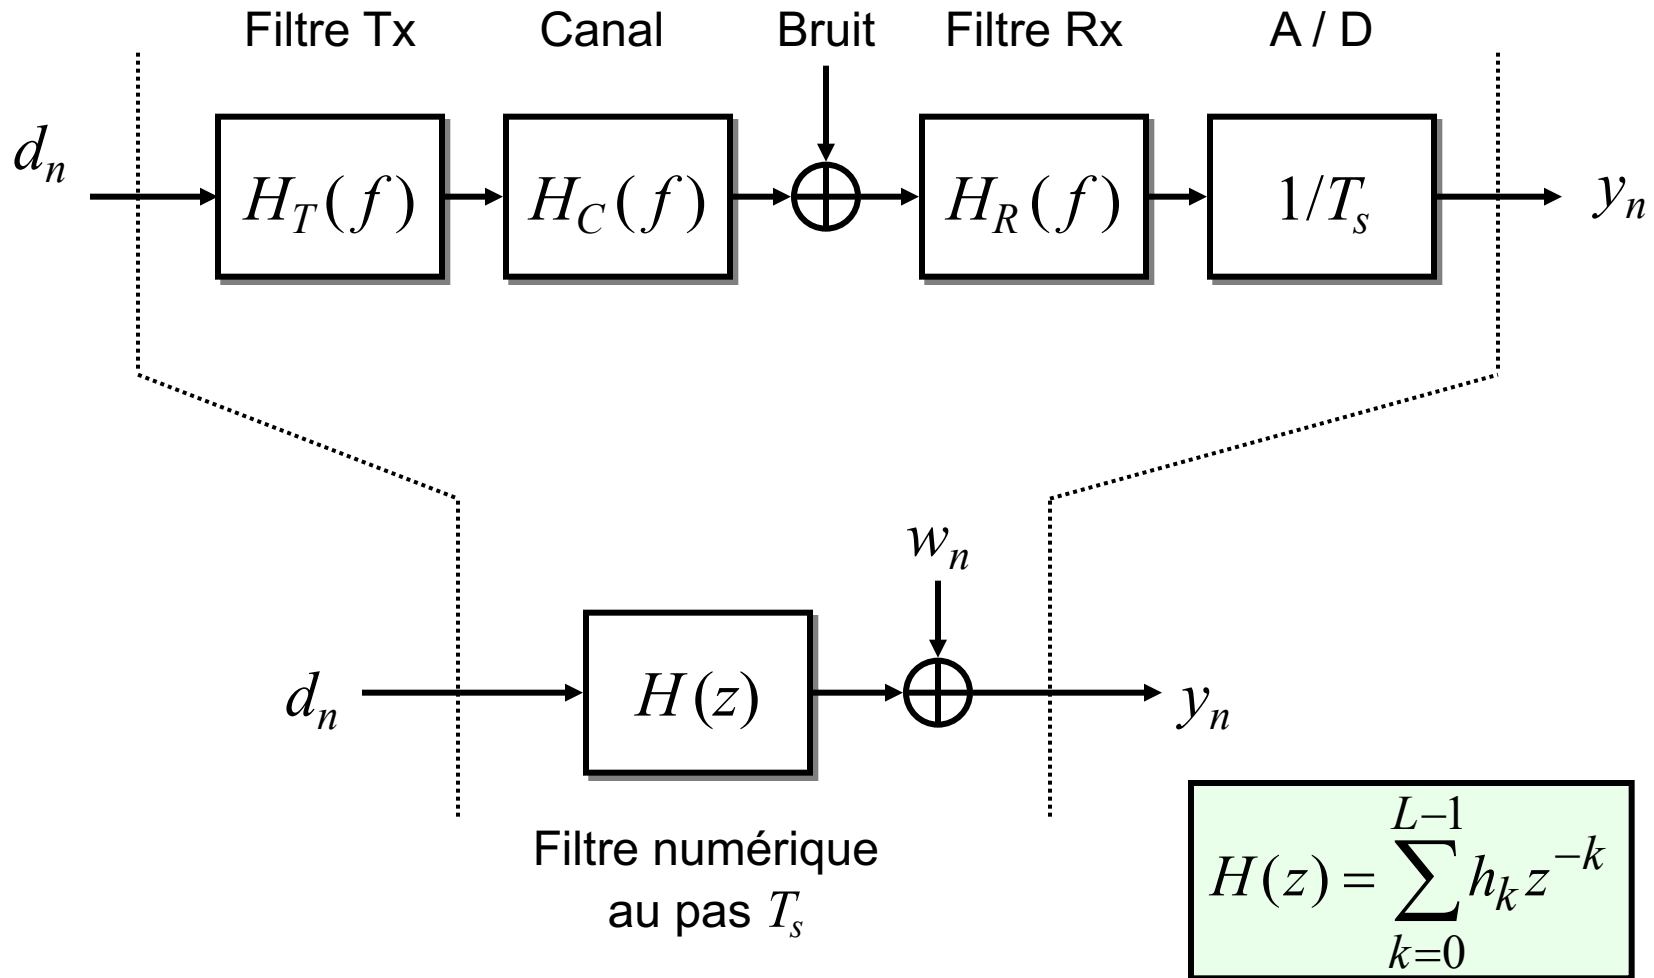 Filtre Tx Canal Bruit Filtre Rx A / D
d_n H_T(f) H_C(f) H_R(f) 1/T_s y_n
w_n
d_n H(z) y_n
Filtre numérique
au pas T_s
H(z) = \sum_{k=0}^{L-1} h_k z^{-k}